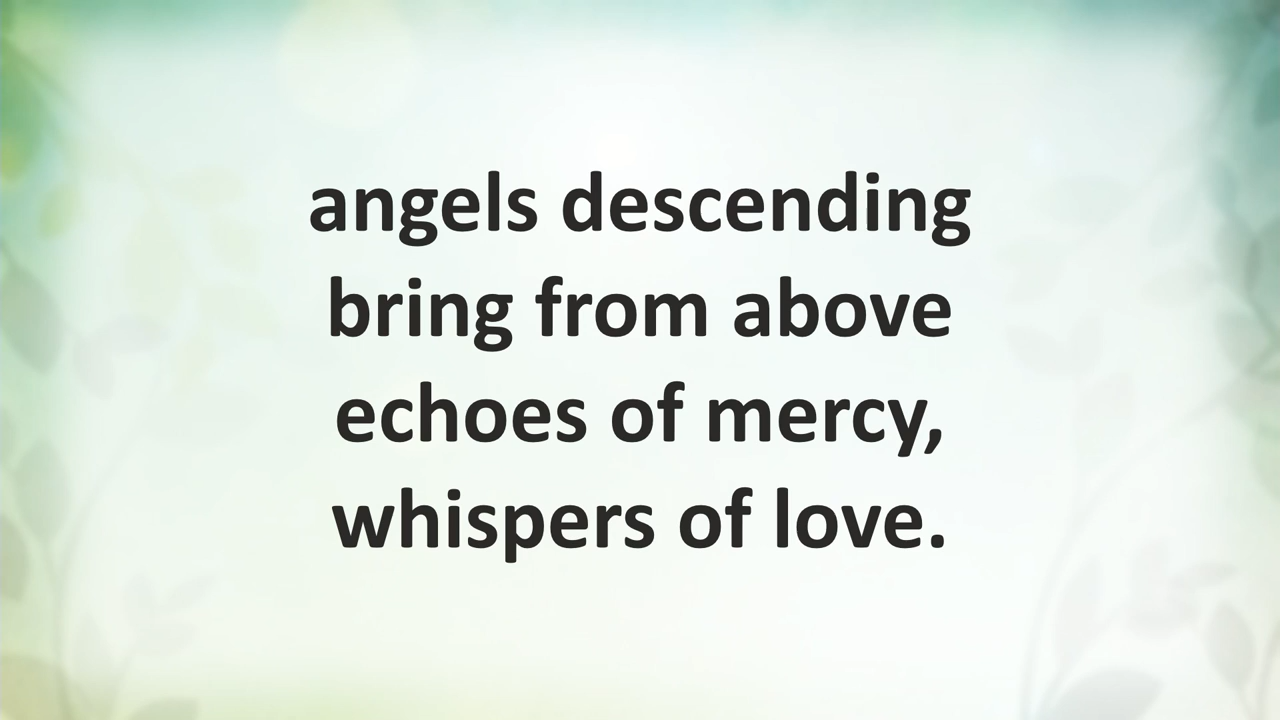 angels descending
bring from above
echoes of mercy,
whispers of love.